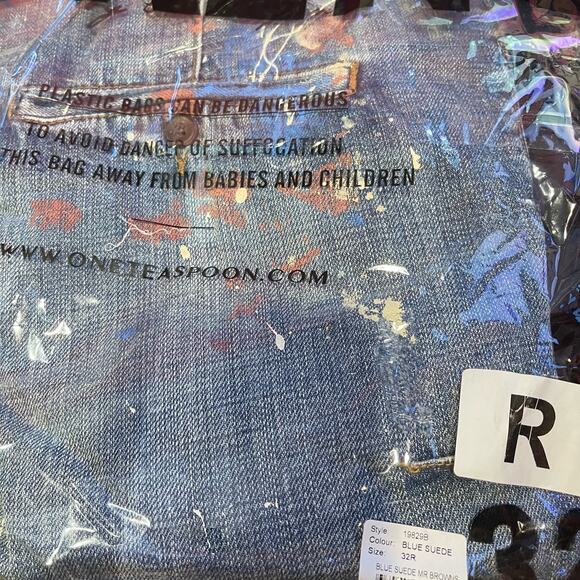 PLASTIC BAGS CAN BE DANGEROUS
TO AVOID DANGER OF SUFFOCATION
THIS BAG AWAY FROM BABIES AND CHILDREN
WWW.ONETEASPOON.COM
R
Style: 19829B
Colour: BLUE SUEDE
Size: 32R
BLUE SUEDE MR BROWNS